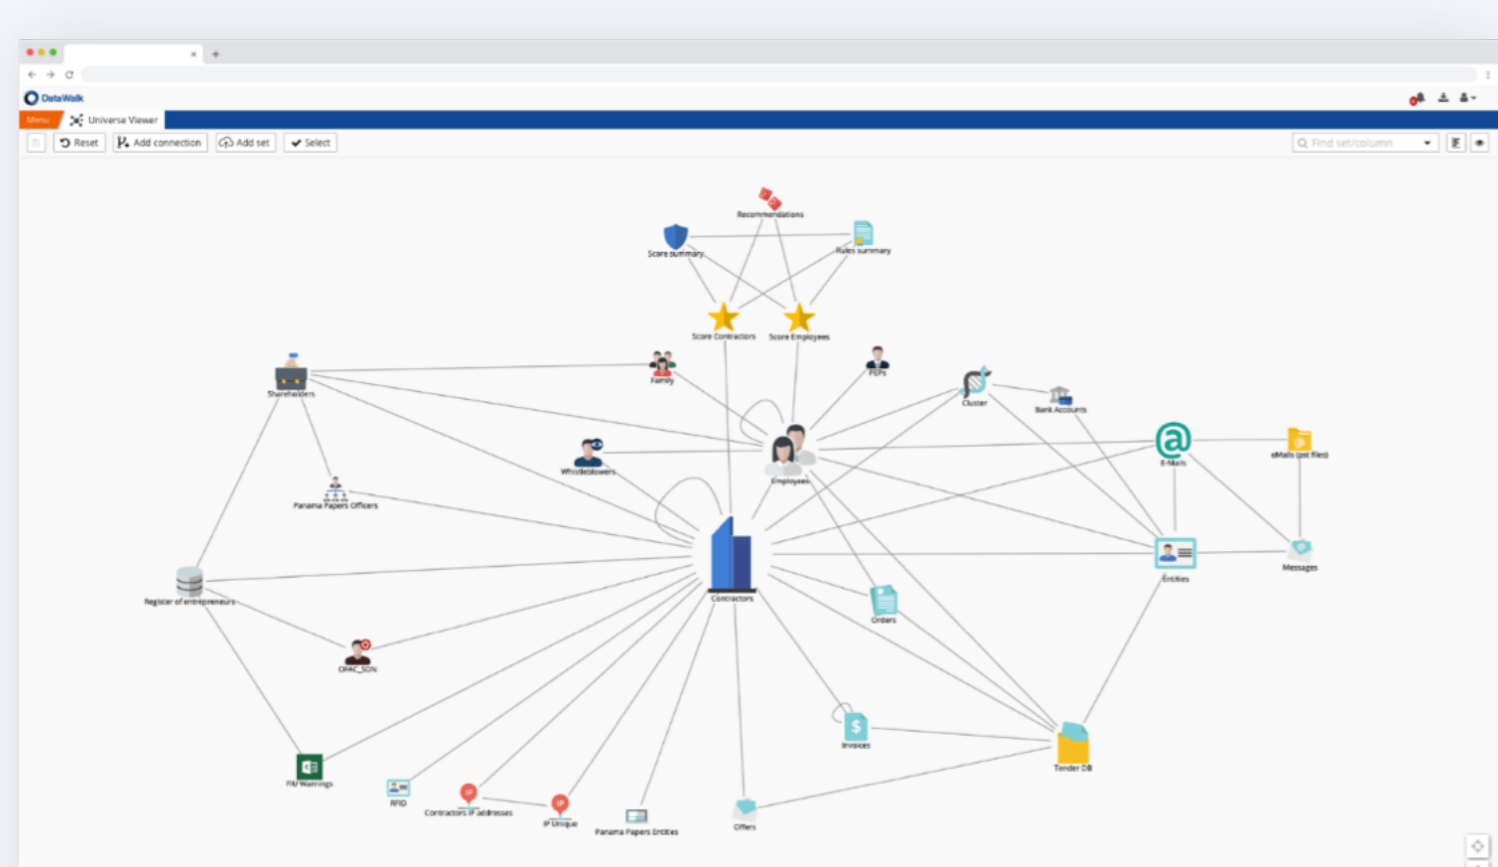 DataWalk
Menu
Universe Viewer
Reset
Add connection
Add set
Select
Find set/column
Recommendations
Score summary
Rules summary
Score Contractors
Score Employees
Family
PEPs
Shareholders
Cluster
Bank Accounts
Whistleblowers
E-Mails
eMails (pst files)
Employees
Panama Papers Officers
Entities
Messages
Contractors
Register of entrepreneurs
Orders
OFAC_SDN
Invoices
Tender DB
FIU Warnings
RFID
IP
Contractors IP addresses
IP
IP Unique
Panama Papers Entities
Offers